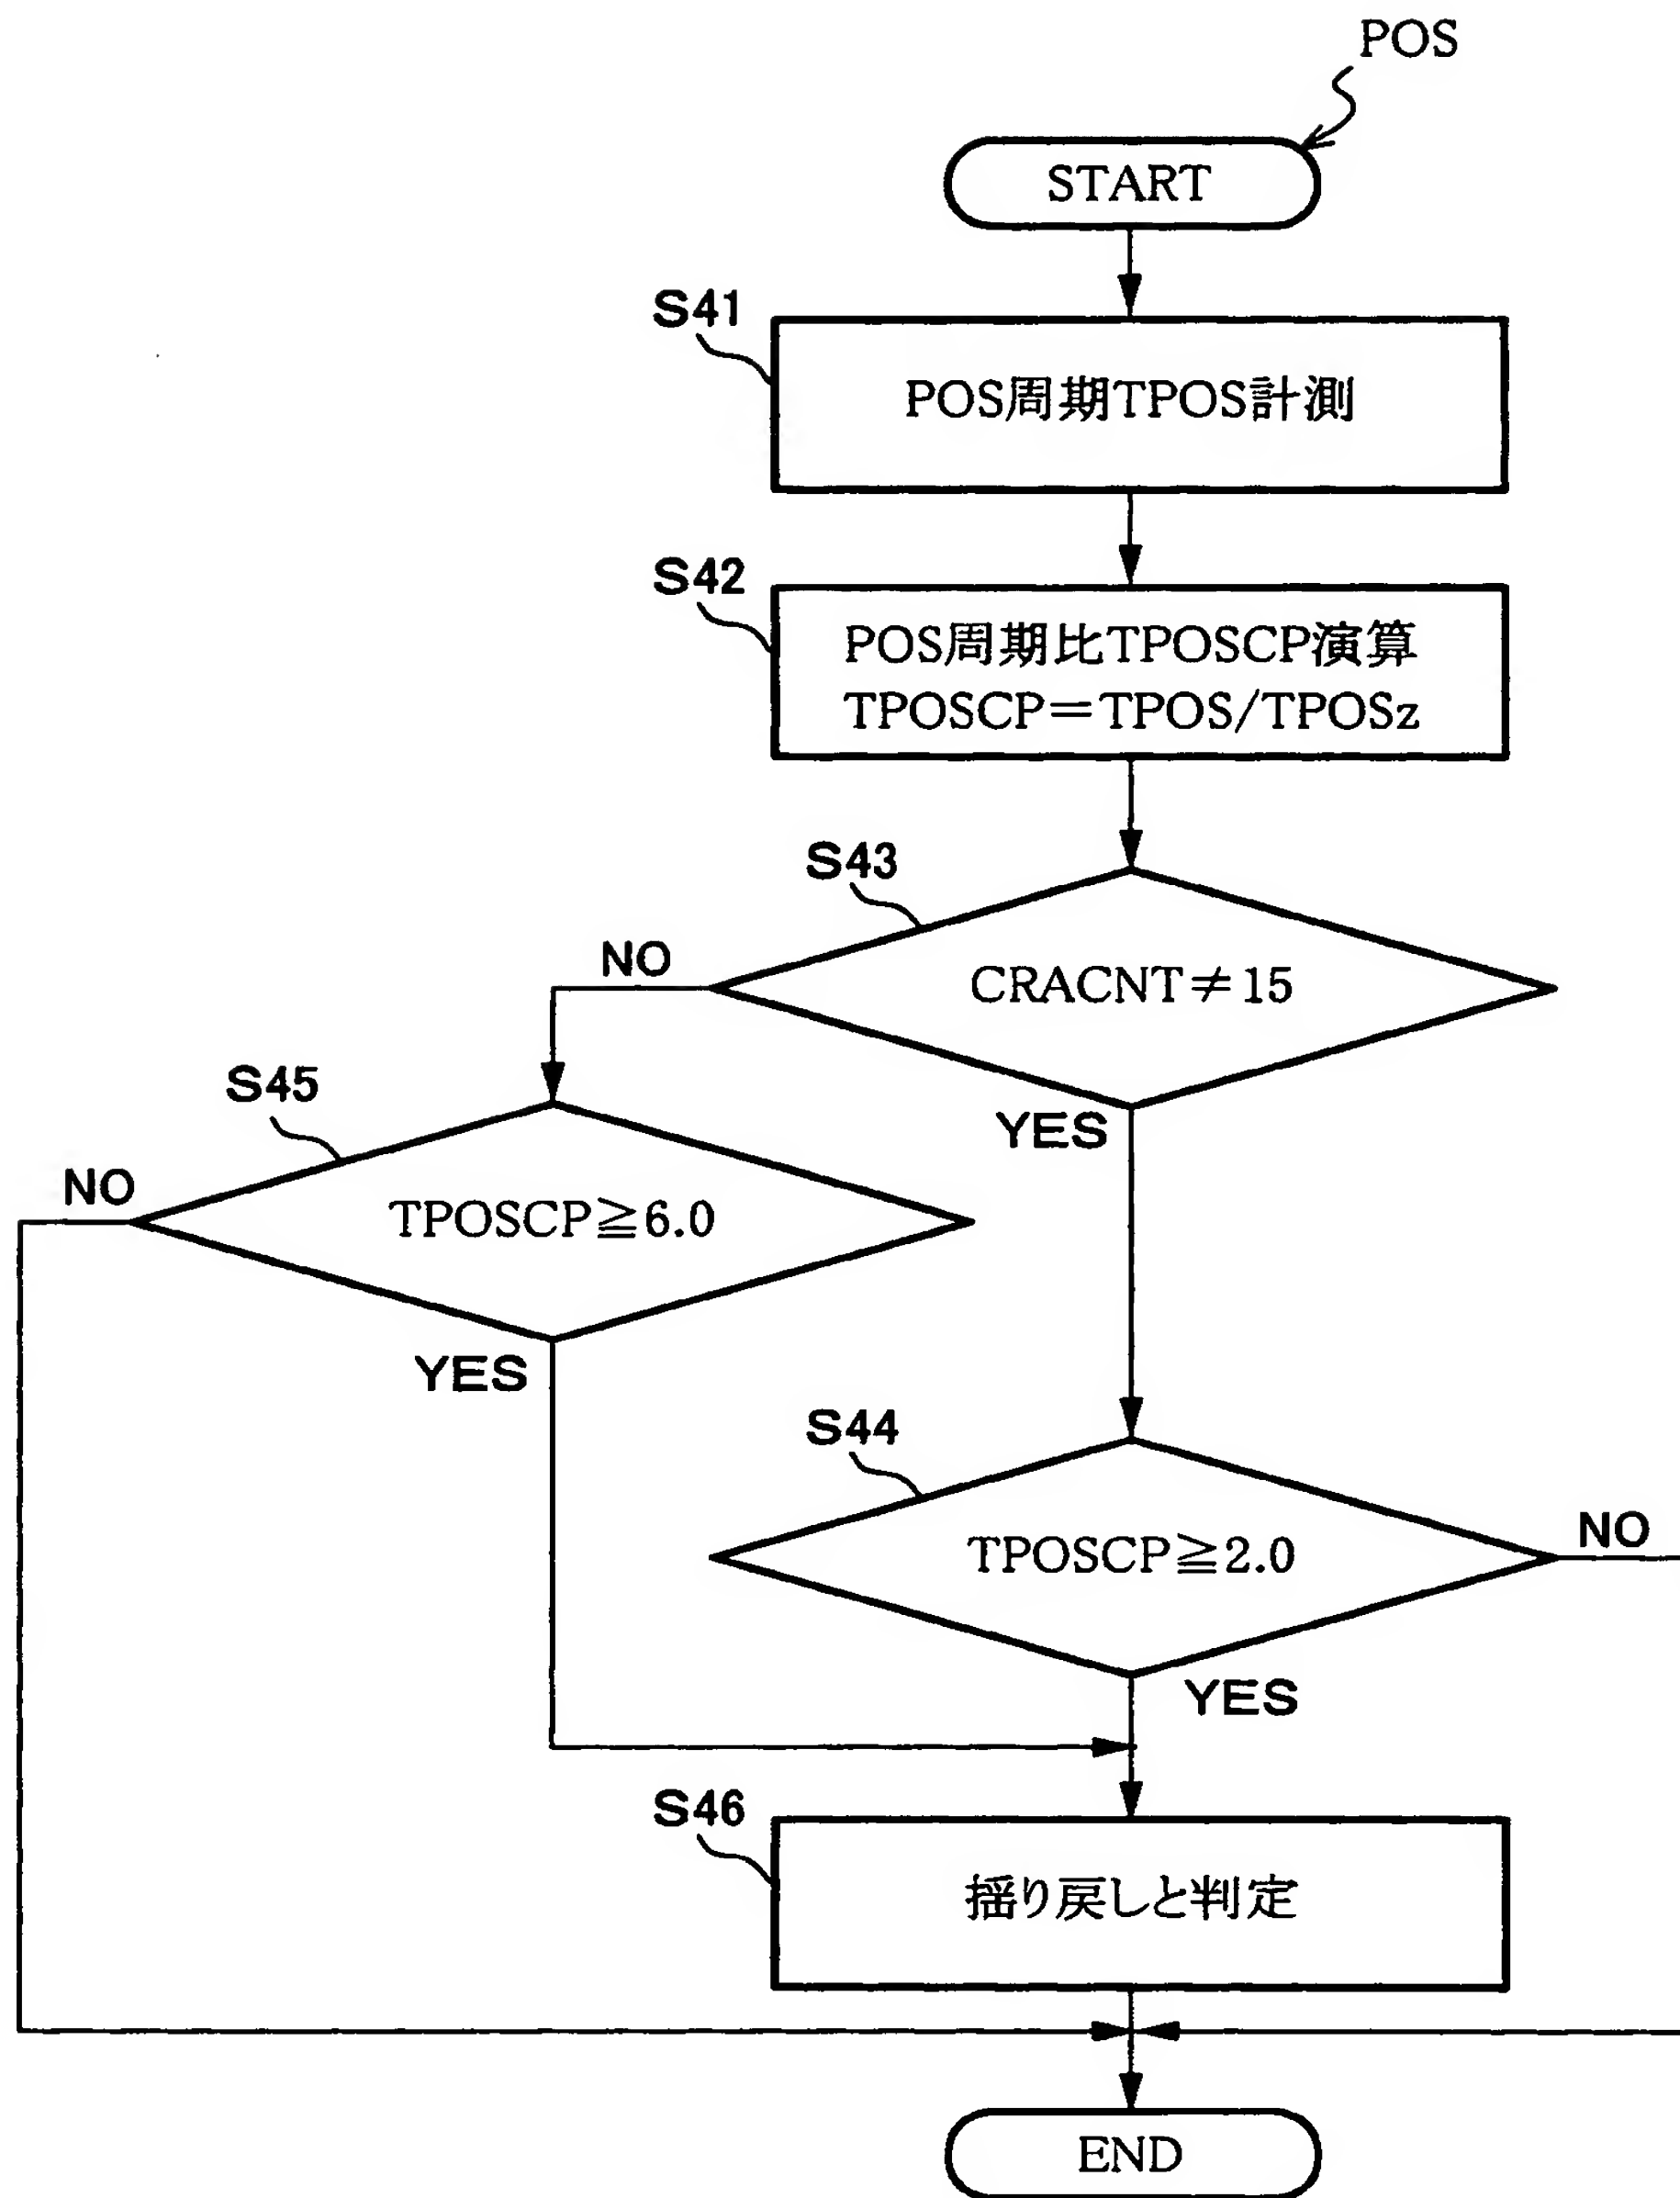 POS
START
S41
POS周期TPOS計測
S42
POS周期比TPOSCP演算
TPOSCP=TPOS/TPOSz
S43
NO
CRACNT≠15
YES
S45
NO
TPOSCP≧6.0
YES
S44
TPOSCP≧2.0
NO
YES
S46
揺り戻しと判定
END